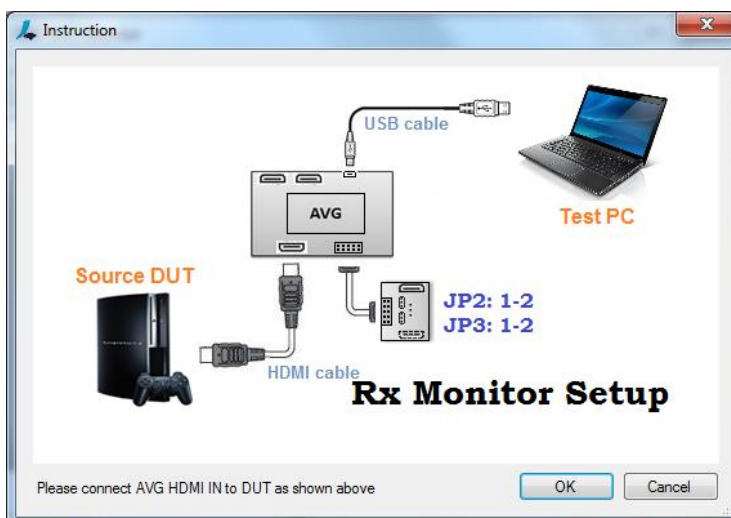 Instruction
USB cable
AVG
Test PC
Source DUT
JP2: 1-2
JP3: 1-2
HDMI cable
Rx Monitor Setup
Please connect AVG HDMI IN to DUT as shown above
OK
Cancel